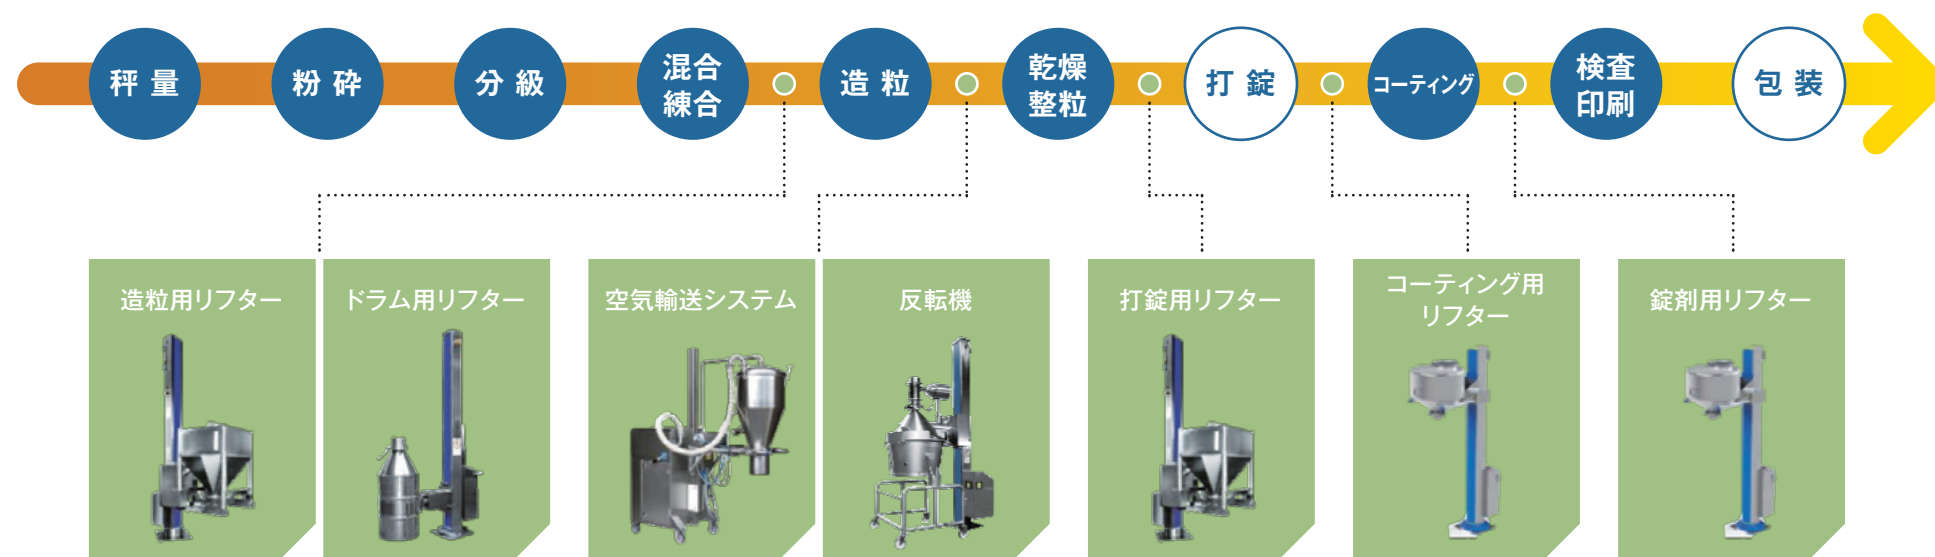 秤量
粉砕
分級
混合
練合
造粒
乾燥
整粒
打錠
コーティング
検査
印刷
包装
造粒用リフター
ドラム用リフター
空気輸送システム
反転機
打錠用リフター
コーティング用
リフター
錠剤用リフター